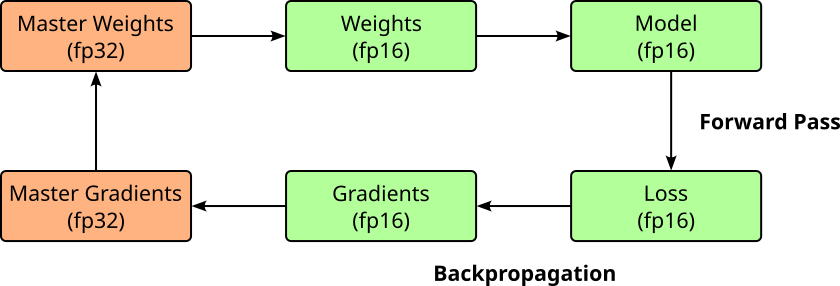 Master Weights
(fp32)
Weights
(fp16)
Model
(fp16)
Forward Pass
Master Gradients
(fp32)
Gradients
(fp16)
Loss
(fp16)
Backpropagation